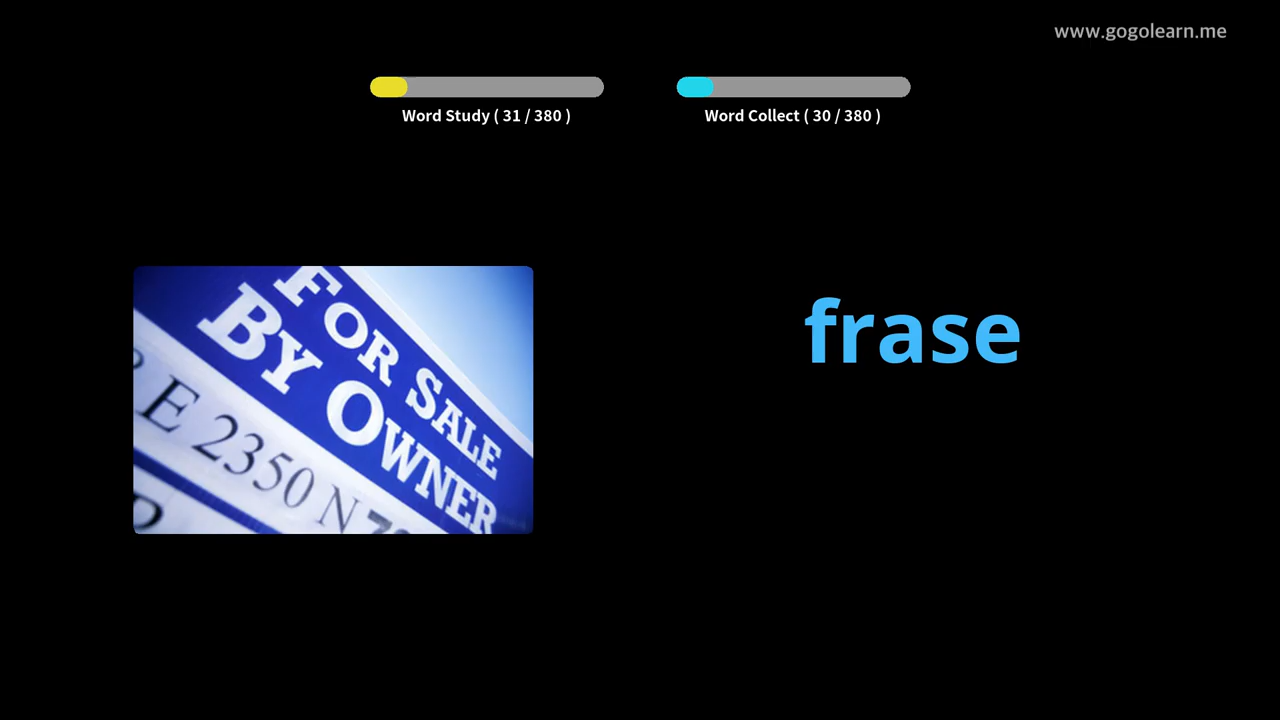 www.gogolearn.me
Word Study ( 31 / 380 )
Word Collect ( 30 / 380 )
FOR SALE
BY OWNER
E 2350 N
frase